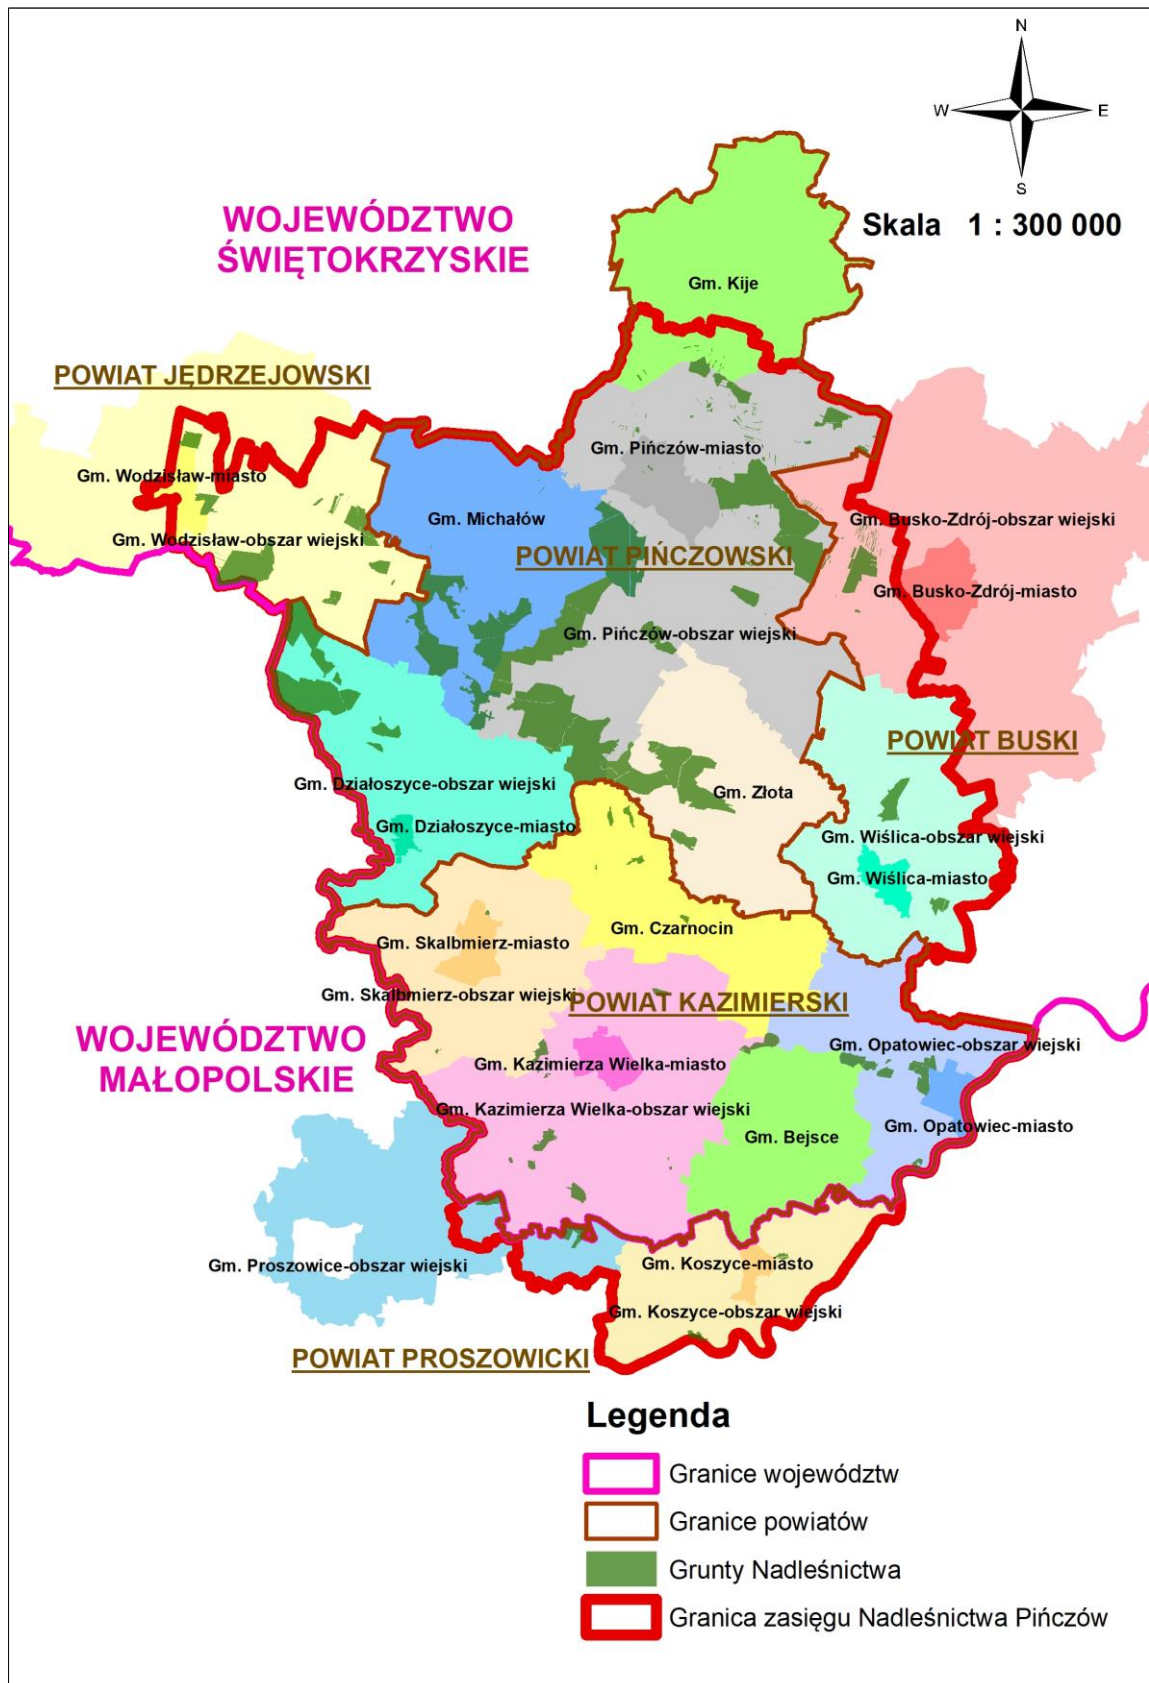 N
W
E
S
Skala 1 : 300 000
WOJEWÓDZTWO
ŚWIĘTOKRZYSKIE
Gm. Kije
POWIAT JĘDRZEJOWSKI
Gm. Pińczów-miasto
Gm. Wodzisław-miasto
Gm. Michałów
Gm. Busko-Zdrój-obszar wiejski
Gm. Wodzisław-obszar wiejski
POWIAT PIŃCZOWSKI
Gm. Busko-Zdrój-miasto
Gm. Pińczów-obszar wiejski
POWIAT BUSKI
Gm. Działoszyce-obszar wiejski
Gm. Złota
Gm. Działoszyce-miasto
Gm. Wiślica-obszar wiejski
Gm. Wiślica-miasto
Gm. Czarnocin
Gm. Skalbmierz-miasto
Gm. Skalbmierz-obszar wiejski
POWIAT KAZIMIERSKI
WOJEWÓDZTWO
MAŁOPOLSKIE
Gm. Opatowiec-obszar wiejski
Gm. Kazimierza Wielka-miasto
Gm. Kazimierza Wielka-obszar wiejski
Gm. Opatowiec-miasto
Gm. Bejsce
Gm. Proszowice-obszar wiejski
Gm. Koszyce-miasto
Gm. Koszyce-obszar wiejski
POWIAT PROSZOWICKI
Legenda
Granice województw
Granice powiatów
Grunty Nadleśnictwa
Granica zasięgu Nadleśnictwa Pińczów